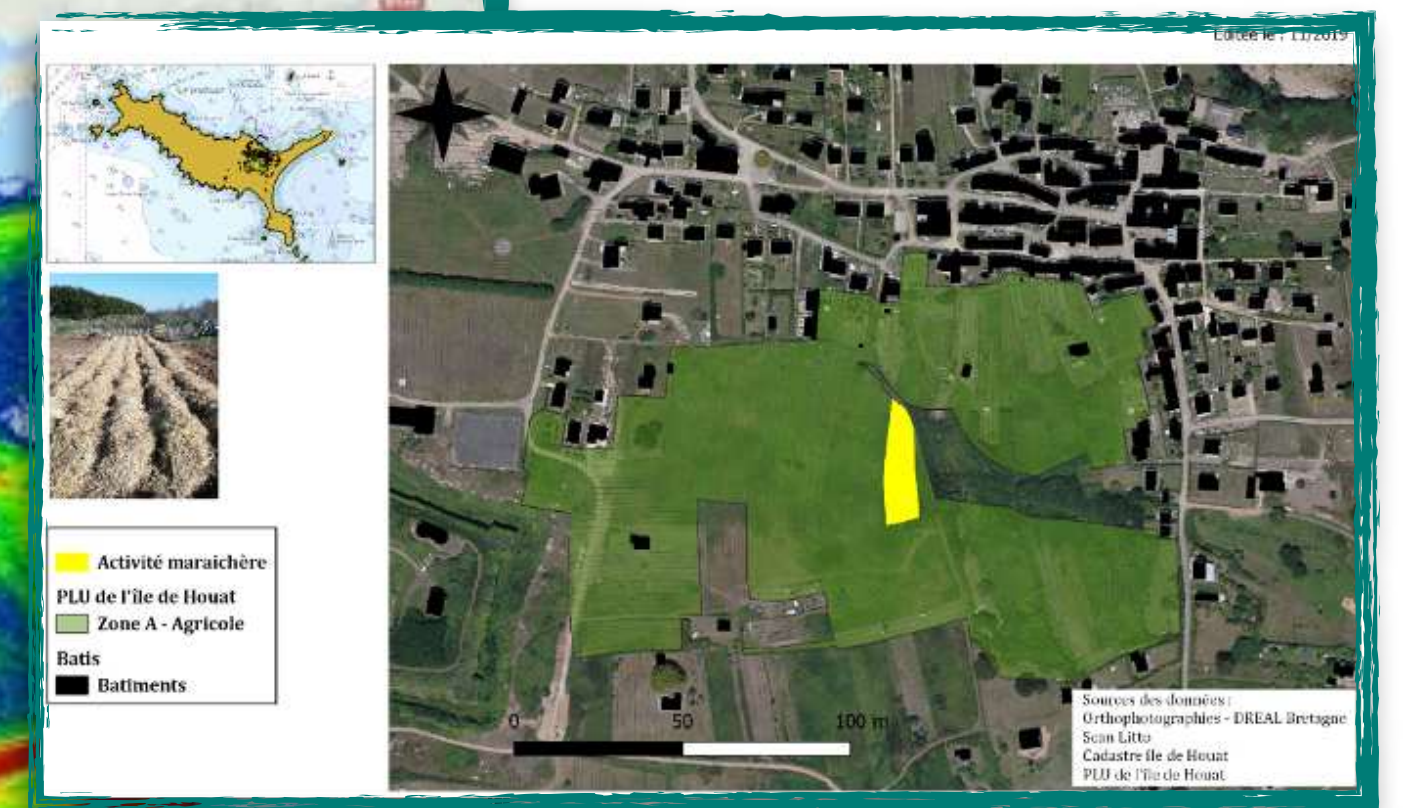 Editée le : 11/2019
Activité maraichère
PLU de l'île de Houat
Zone A - Agricole
Batis
Batiments
0 50 100 m
Sources des données :
Orthophotographies - DREAL Bretagne
Scan Litto
Cadastre île de Houat
PLU de l'île de Houat